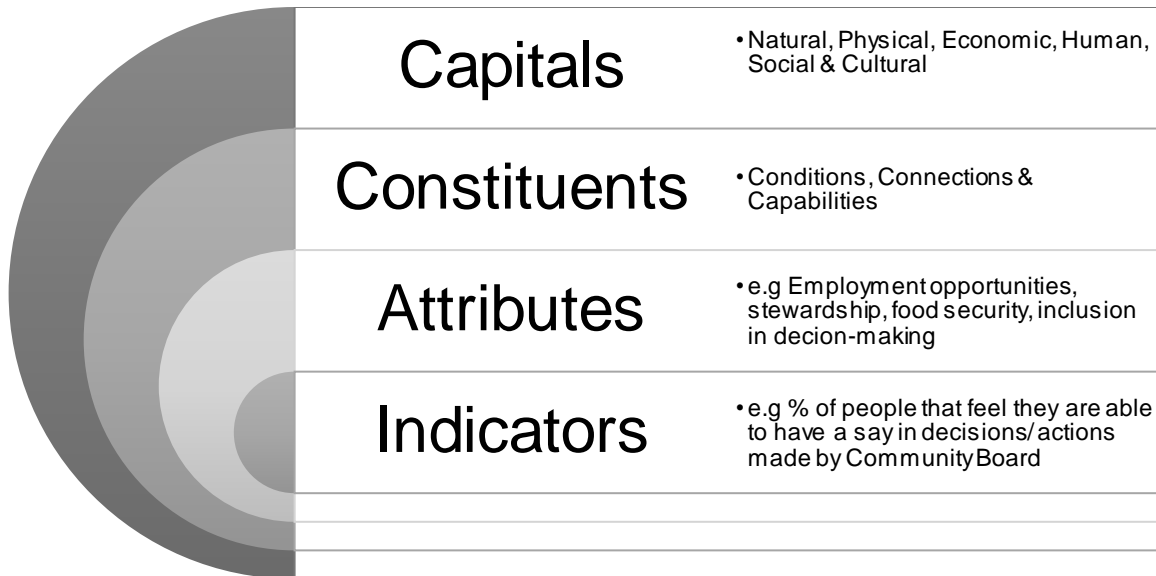 Capitals
• Natural, Physical, Economic, Human,
Social & Cultural
Constituents
• Conditions, Connections &
Capabilities
Attributes
• e.g Employment opportunities,
stewardship, food security, inclusion
in decion-making
Indicators
• e.g % of people that feel they are able
to have a say in decisions/ actions
made by Community Board